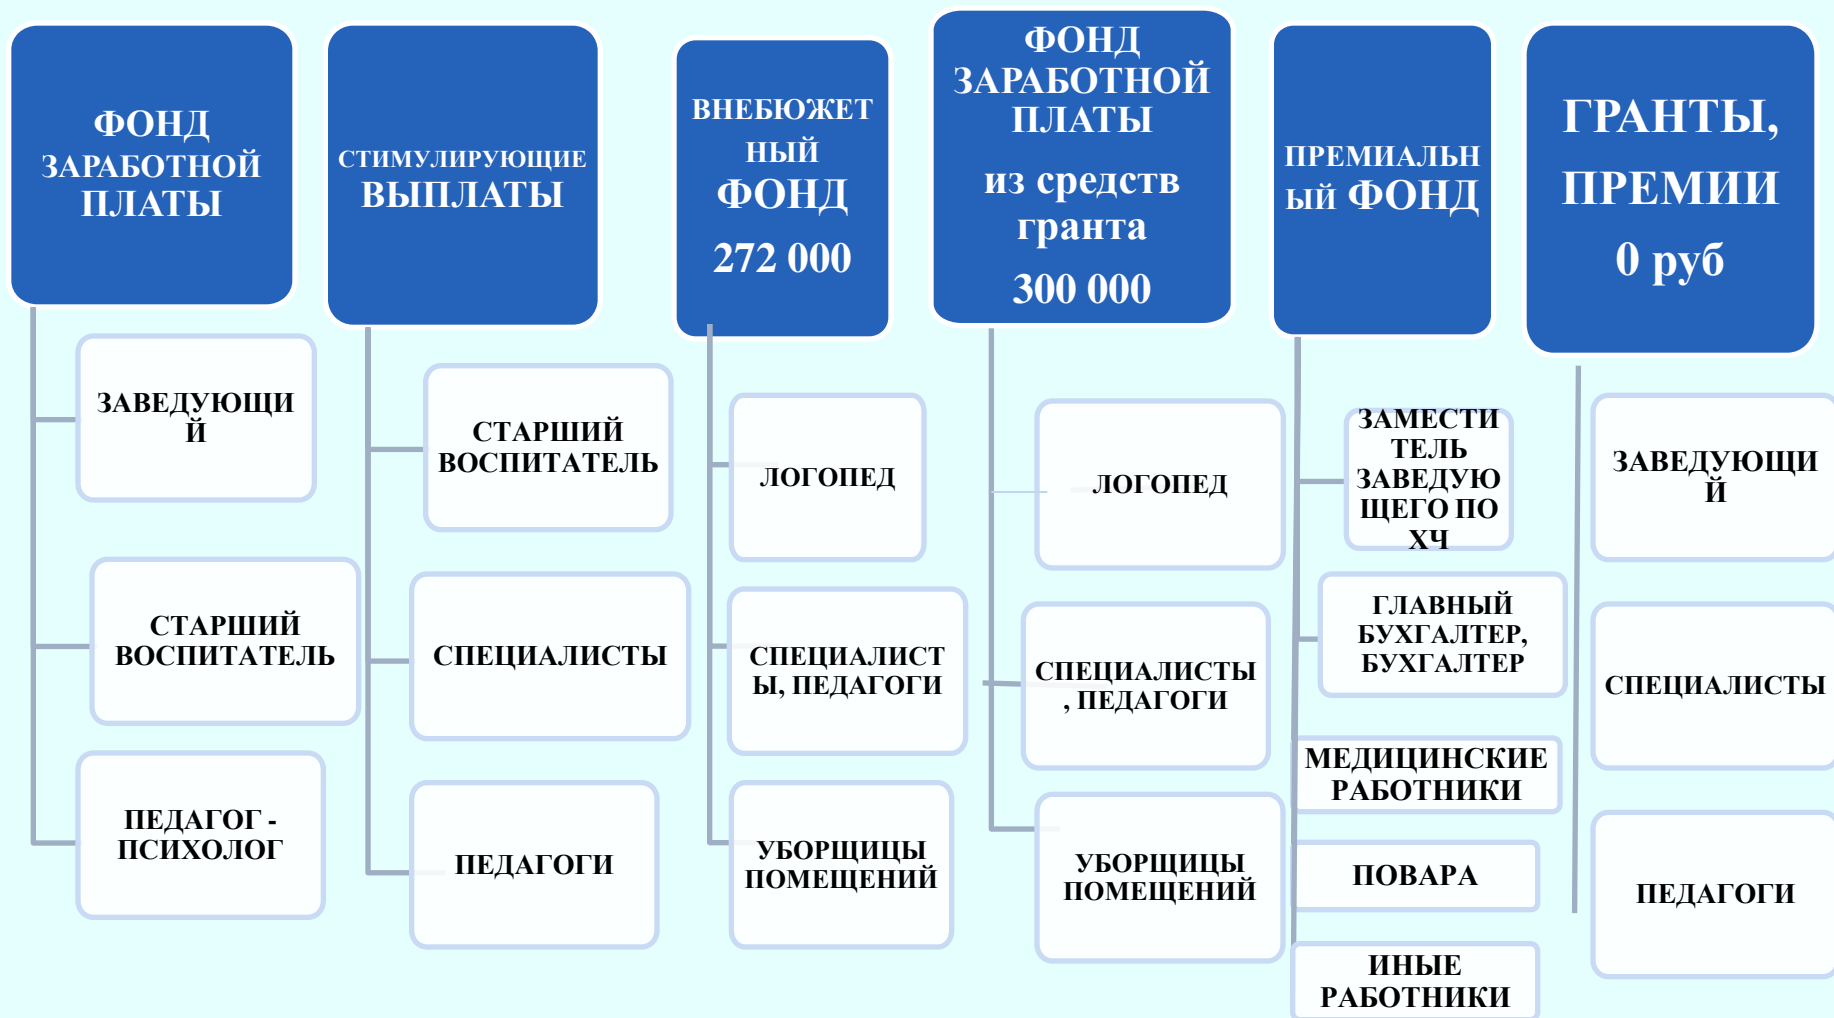 ФОНД
ЗАРАБОТНОЙ
ПЛАТЫ
ЗАВЕДУЮЩИ
Й
СТАРШИЙ
ВОСПИТАТЕЛЬ
ПЕДАГОГ -
ПСИХОЛОГ
СТИМУЛИРУЮЩИЕ
ВЫПЛАТЫ
СТАРШИЙ
ВОСПИТАТЕЛЬ
СПЕЦИАЛИСТЫ
ПЕДАГОГИ
ВНЕБЮЖЕТ
НЫЙ
ФОНД
272 000
ЛОГОПЕД
СПЕЦИАЛИСТ
Ы, ПЕДАГОГИ
УБОРЩИЦЫ
ПОМЕЩЕНИЙ
ФОНД
ЗАРАБОТНОЙ
ПЛАТЫ
из средств
гранта
300 000
ЛОГОПЕД
СПЕЦИАЛИСТЫ
, ПЕДАГОГИ
УБОРЩИЦЫ
ПОМЕЩЕНИЙ
ПРЕМИАЛЬН
ЫЙ ФОНД
ЗАМЕСТИ
ТЕЛЬ
ЗАВЕДУЮ
ЩЕГО ПО
ХЧ
ГЛАВНЫЙ
БУХГАЛТЕР,
БУХГАЛТЕР
МЕДИЦИНСКИЕ
РАБОТНИКИ
ПОВАРА
ИНЫЕ
РАБОТНИКИ
ГРАНТЫ,
ПРЕМИИ
0 руб
ЗАВЕДУЮЩИ
Й
СПЕЦИАЛИСТЫ
ПЕДАГОГИ